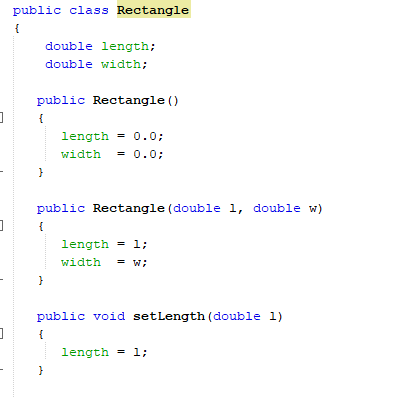 public class Rectangle
{
double length;
double width;
public Rectangle()
{
length = 0.0;
width  = 0.0;
}
public Rectangle(double l, double w)
{
length = l;
width  = w;
}
public void setLength(double l)
{
length = l;
}